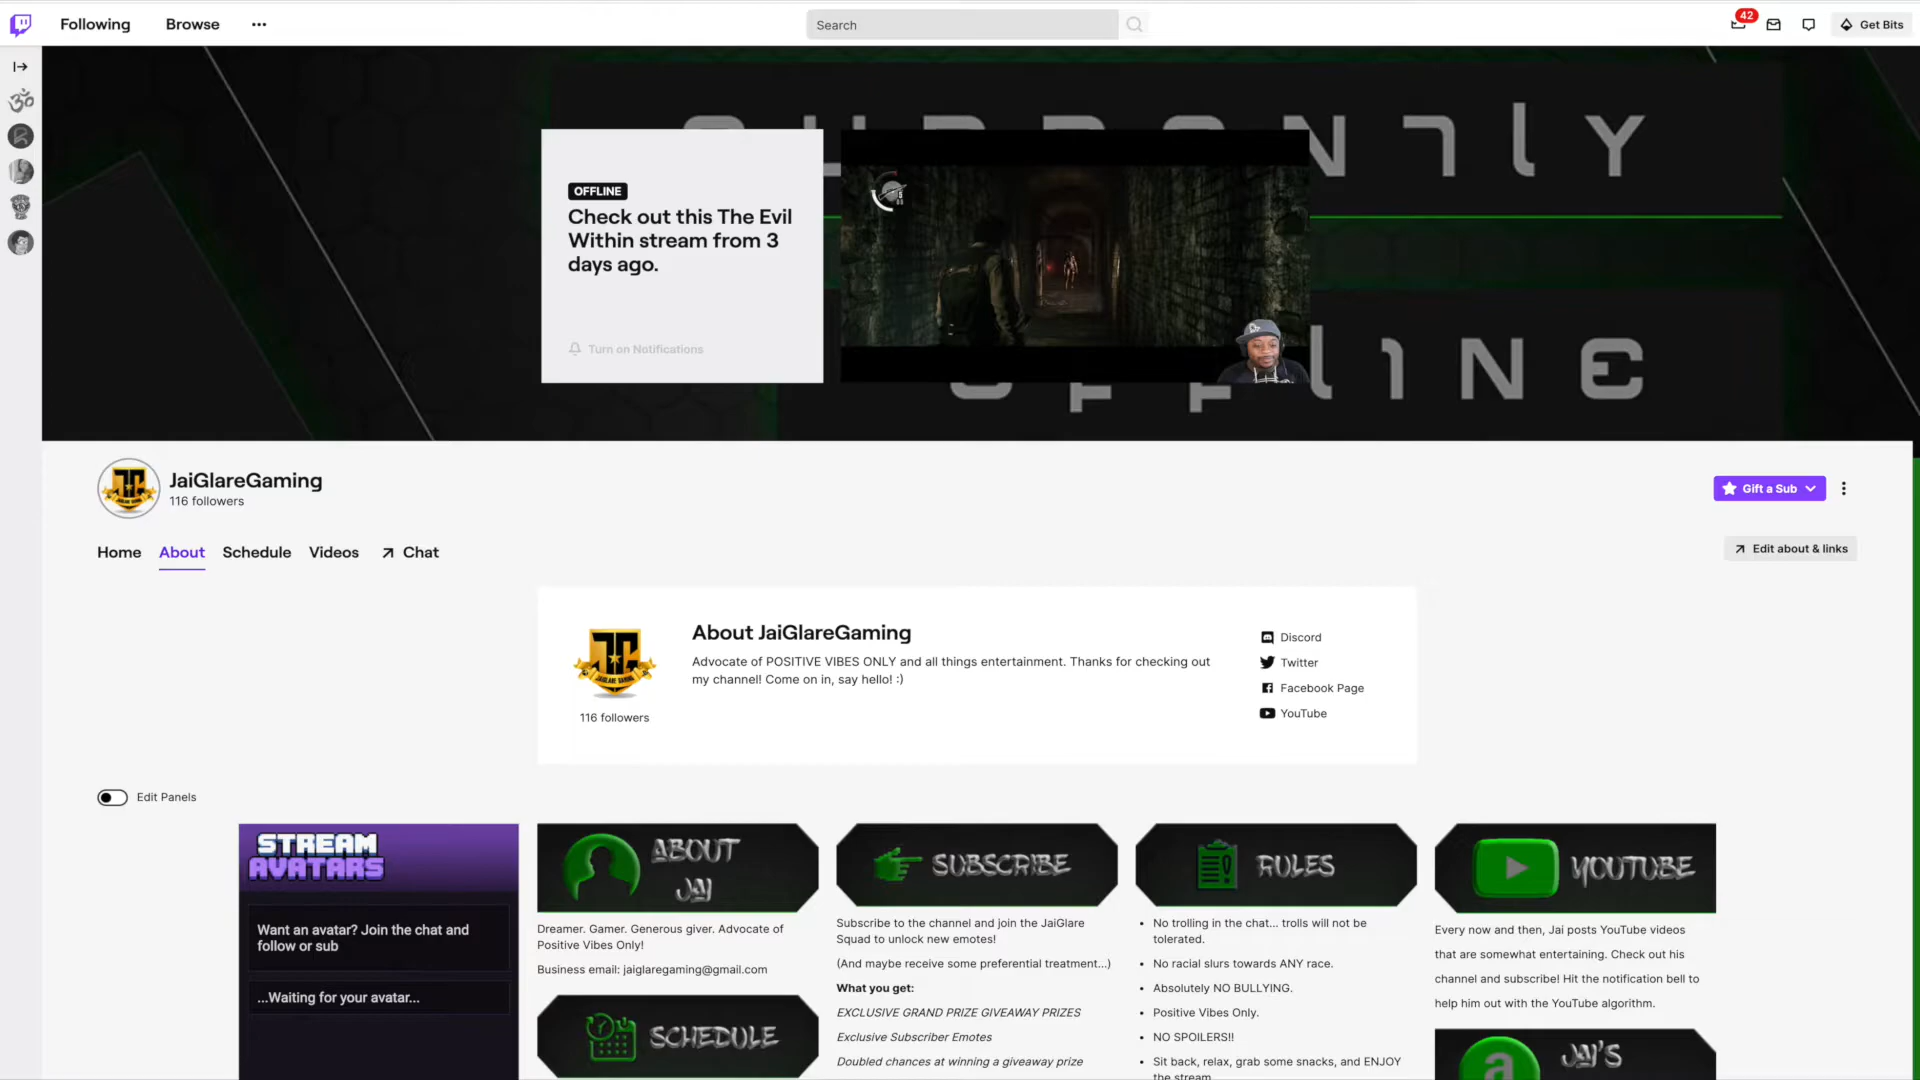 Following
Browse
Search
42
Get Bits
OFFLINE
Check out this The Evil
Within stream from 3
days ago.
Turn on Notifications
JaiGlareGaming
116 followers
Gift a Sub
Home
About
Schedule
Videos
Chat
Edit about & links
About JaiGlareGaming
Advocate of POSITIVE VIBES ONLY and all things entertainment. Thanks for checking out
my channel! Come on in, say hello! :)
116 followers
Discord
Twitter
Facebook Page
YouTube
Edit Panels
STREAM
AVATARS
Want an avatar? Join the chat and
follow or sub
...Waiting for your avatar...
ABOUT
JAI
Dreamer. Gamer. Generous giver. Advocate of
Positive Vibes Only!
Business email: jaiglaregaming@gmail.com
SCHEDULE
SUBSCRIBE
Subscribe to the channel and join the JaiGlare
Squad to unlock new emotes!
(And maybe receive some preferential treatment...)
What you get:
EXCLUSIVE GRAND PRIZE GIVEAWAY PRIZES
Exclusive Subscriber Emotes
Doubled chances at winning a giveaway prize
RULES
• No trolling in the chat... trolls will not be
tolerated.
• No racial slurs towards ANY race.
• Absolutely NO BULLYING.
• Positive Vibes Only.
• NO SPOILERS!!
• Sit back, relax, grab some snacks, and ENJOY
the stream
YOUTUBE
Every now and then, Jai posts YouTube videos
that are somewhat entertaining. Check out his
channel and subscribe! Hit the notification bell to
help him out with the YouTube algorithm.
JAI'S